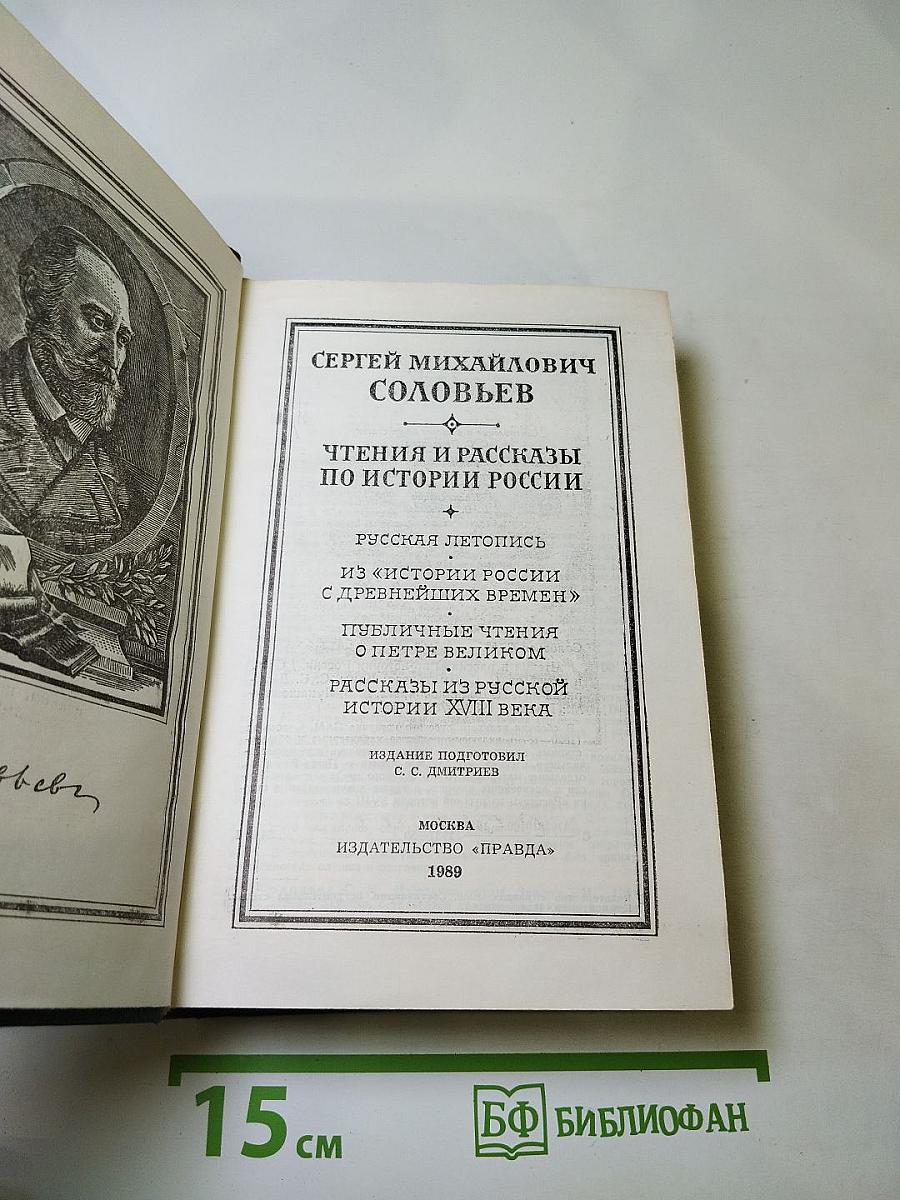 СЕРГЕЙ МИХАЙЛОВИЧ
СОЛОВЬЕВ
ЧТЕНИЯ И РАССКАЗЫ
ПО ИСТОРИИ РОССИИ
РУССКАЯ ЛЕТОПИСЬ
ИЗ «ИСТОРИИ РОССИИ
С ДРЕВНЕЙШИХ ВРЕМЕН»
ПУБЛИЧНЫЕ ЧТЕНИЯ
О ПЕТРЕ ВЕЛИКОМ
РАССКАЗЫ ИЗ РУССКОЙ
ИСТОРИИ XVIII ВЕКА
ИЗДАНИЕ ПОДГОТОВИЛ
С. С. ДМИТРИЕВ
МОСКВА
ИЗДАТЕЛЬСТВО «ПРАВДА»
1989
15 см
БФ БИБЛИОФАН